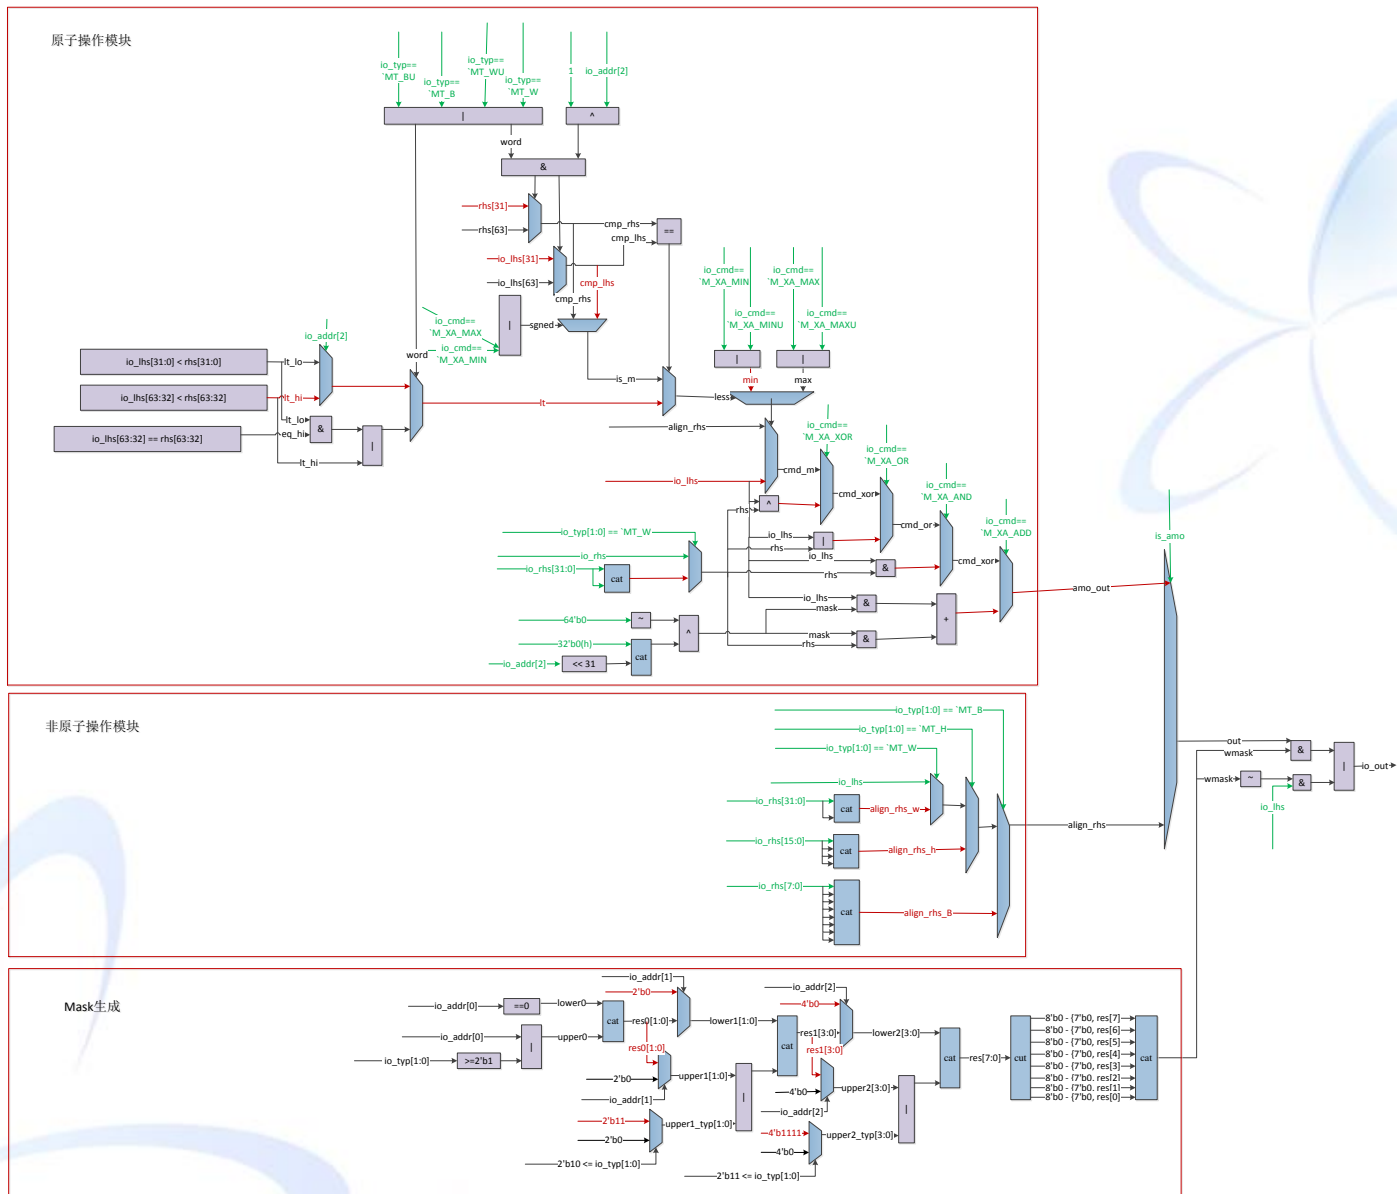 原子操作模块
io_typ==
`MT_BU
io_typ==
`MT_B
io_typ==
`MT_WU
io_typ==
`MT_W
1
io_addr[2]
|
^
word
&
rhs[31]
rhs[63]
cmp_rhs
==
cmp_lhs
io_lhs[31]
io_lhs[63]
cmp_lhs
cmp_rhs
io_cmd==
`M_XA_MIN
io_cmd==
`M_XA_MAX
io_cmd==
`M_XA_MINU
io_cmd==
`M_XA_MAXU
io_cmd==
`M_XA_MAX
io_cmd==
`M_XA_MIN
|
sgned
io_addr[2]
word
|
|
min
max
io_lhs[31:0] < rhs[31:0]
lt_lo
is_m
io_lhs[63:32] < rhs[63:32]
lt_hi
lt
less
lt_lo
&
io_lhs[63:32] == rhs[63:32]
eq_hi
|
lt_hi
align_rhs
io_cmd==
`M_XA_XOR
io_cmd==
`M_XA_OR
io_cmd==
`M_XA_AND
io_cmd==
`M_XA_ADD
cmd_m
io_lhs
rhs
^
cmd_xor
cmd_or
cmd_xor
io_typ[1:0] == `MT_W
io_lhs
rhs
|
io_rhs
io_lhs
io_rhs[31:0]
cat
rhs
&
is_amo
amo_out
io_lhs
mask
&
64'b0
~
^
+
mask
rhs
&
32'b0(h)
cat
io_addr[2]
<< 31
非原子操作模块
io_typ[1:0] == `MT_B
io_typ[1:0] == `MT_H
io_typ[1:0] == `MT_W
io_lhs
io_rhs[31:0]
cat
align_rhs_w
io_rhs[15:0]
cat
align_rhs_h
io_rhs[7:0]
cat
align_rhs_B
align_rhs
out
wmask
&
wmask
~
&
|
io_out
io_lhs
Mask生成
io_addr[1]
2'b0
io_addr[0]
==0
lower0
cat
res0[1:0]
lower1[1:0]
io_addr[0]
|
upper0
res0[1:0]
io_typ[1:0]
>=2'b1
2'b0
upper1[1:0]
io_addr[1]
|
cat
2'b11
2'b0
upper1_typ[1:0]
2'b10 <= io_typ[1:0]
io_addr[2]
4'b0
res1[3:0]
lower2[3:0]
res1[3:0]
4'b0
upper2[3:0]
io_addr[2]
|
cat
4'b1111
4'b0
upper2_typ[3:0]
2'b11 <= io_typ[1:0]
res[7:0]
cut
8'b0 - {7'b0, res[7]
8'b0 - {7'b0, res[6]
8'b0 - {7'b0, res[5]
8'b0 - {7'b0, res[4]
8'b0 - {7'b0, res[3]
8'b0 - {7'b0, res[2]
8'b0 - {7'b0, res[1]
8'b0 - {7'b0, res[0]
cat